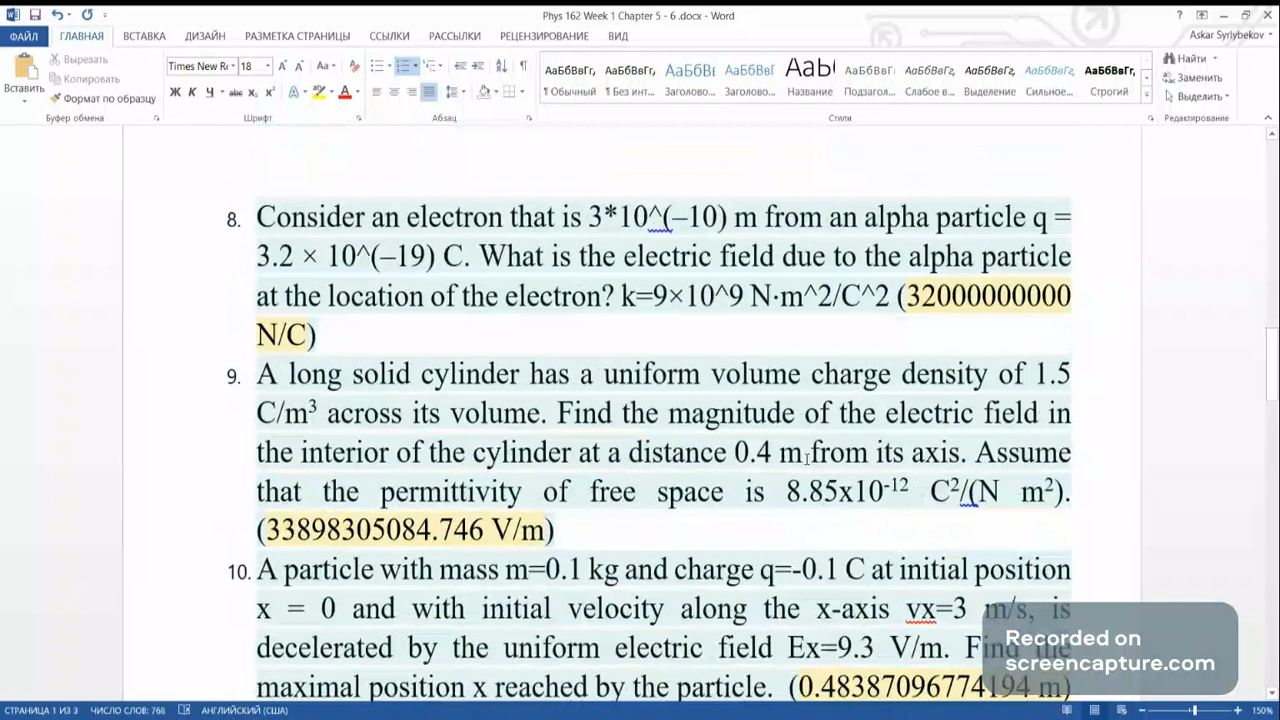 Phys 162 Week 1 Chapter 5 - 6 .docx - Word
ФАЙЛ ГЛАВНАЯ ВСТАВКА ДИЗАЙН РАЗМЕТКА СТРАНИЦЫ ССЫЛКИ РАССЫЛКИ РЕЦЕНЗИРОВАНИЕ ВИД Askar Syrlybekov
Вставить
Вырезать
Копировать
Формат по образцу
Буфер обмена
Times New Ro 18
Шрифт
Абзац
АаБбВвГг, АаБбВвГг, АаБбВı АаБбВвГ АаЫ АаБбВвГ АаБбВвГг, АаБбВвГг, АаБбВвГг, АаБбВвГг,
¶ Обычный ¶ Без инт... Заголово... Заголово... Название Подзагол... Слабое в... Выделение Сильное... Строгий
Стили
Найти
Заменить
Выделить
Редактирование
8. Consider an electron that is 3*10^(–10) m from an alpha particle q =
3.2 × 10^(–19) C. What is the electric field due to the alpha particle
at the location of the electron? k=9×10^9 N·m^2/C^2 (32000000000
N/C)
9. A long solid cylinder has a uniform volume charge density of 1.5
C/m³ across its volume. Find the magnitude of the electric field in
the interior of the cylinder at a distance 0.4 m from its axis. Assume
that the permittivity of free space is 8.85x10⁻¹² C²/(N m²).
(33898305084.746 V/m)
10. A particle with mass m=0.1 kg and charge q=-0.1 C at initial position
x = 0 and with initial velocity along the x-axis vx=3 m/s, is
decelerated by the uniform electric field Ex=9.3 V/m. Find the
maximal position x reached by the particle. (0.48387096774194 m)
Recorded on
screencapture.com
СТРАНИЦА 1 ИЗ 3 ЧИСЛО СЛОВ: 768 АНГЛИЙСКИЙ (США) 150%